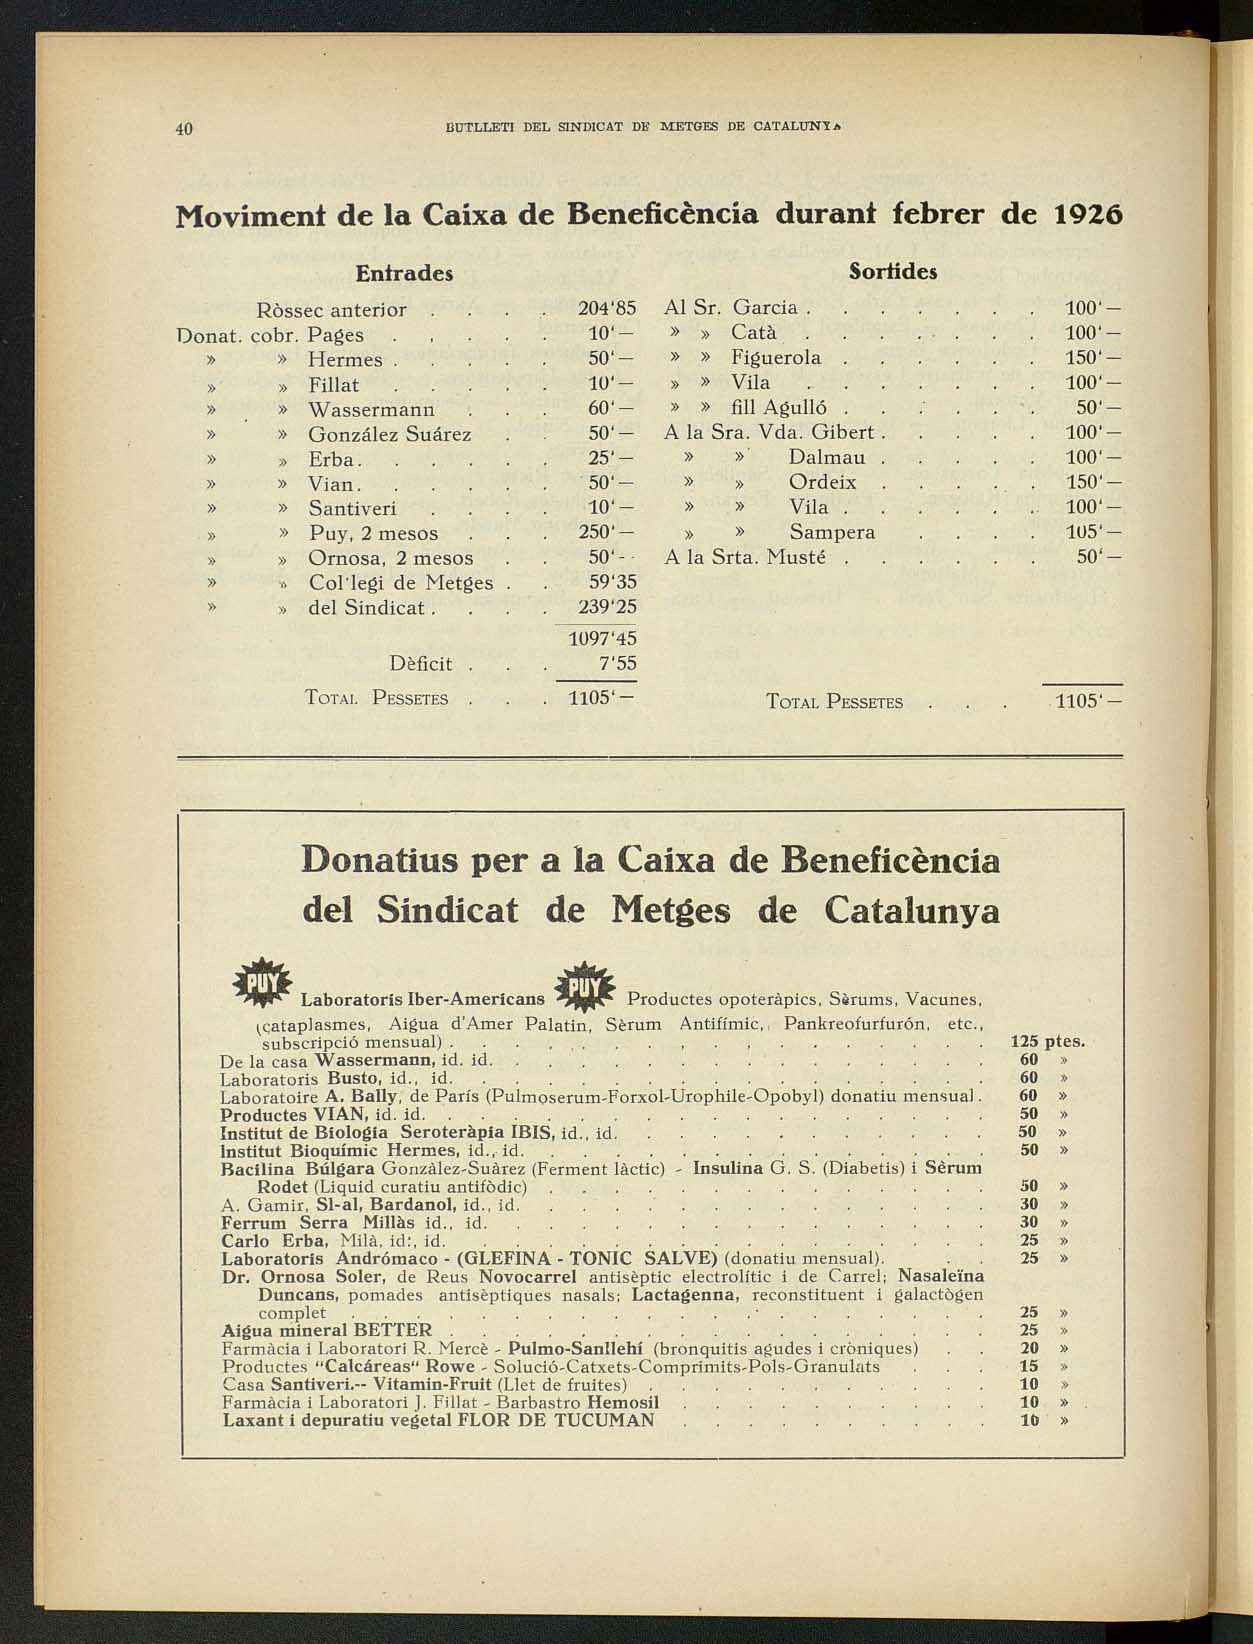 40 BUTLLETI DEL SINDICAT DE METGES DE CATALUNYA
Moviment de la Caixa de Beneficència durant febrer de 1926
Entrades
Ròssec anterior . . . . 204'85
Donat. cobr. Pages . . . . . 10'—
» » Hermes . . . . . 50'—
» » Fillat . . . . . 10'—
» » Wassermann . . . 60'—
» » González Suárez . . 50'—
» » Erba . . . . . . 25'—
» » Vian . . . . . . 50'—
» » Santiveri . . . . 10'—
» » Puy, 2 mesos . . . 250'—
» » Ornosa, 2 mesos . . 50'--
» » Col'legi de Metges . . 59'35
» » del Sindicat . . . . 239'25
1097'45
Dèficit . . . 7'55
TOTAL PESSETES . . . 1105'—
Sortides
Al Sr. Garcia . . . . . . . 100'—
» » Catà . . . . . . . 100'—
» » Figuerola . . . . . . 150'—
» » Vila . . . . . . . 100'—
» » fill Agulló . . . . . . 50'—
A la Sra. Vda. Gibert . . . . . 100'—
» » Dalmau . . . . . 100'—
» » Ordeix . . . . . 150'—
» » Vila . . . . . . 100'—
» » Sampera . . . . 105'—
A la Srta. Musté . . . . . . 50'—
TOTAL PESSETES . . . 1105'—
Donatius per a la Caixa de Beneficència
del Sindicat de Metges de Catalunya
PUY Laboratoris Iber-Americans PUY Productes opoteràpics, Sèrums, Vacunes,
(çataplasmes, Aigua d'Amer Palatin, Sèrum Antifímic, Pankreofurfurón, etc.,
subscripció mensual) . . . . . . . . . . . . . . . . 125 ptes.
De la casa Wassermann, id. id. . . . . . . . . . . . . . . . 60 »
Laboratoris Busto, id., id. . . . . . . . . . . . . . . . . 60 »
Laboratoire A. Bally, de París (Pulmoserum-Forxol-Urophile-Opobyl) donatiu mensual. 60 »
Productes VIAN, id. id. . . . . . . . . . . . . . . . . . 50 »
Institut de Biologia Seroteràpia IBIS, id., id. . . . . . . . . . . . 50 »
Institut Bioquímic Hermes, id., id. . . . . . . . . . . . . . . 50 »
Bacilina Búlgara Gonzàlez-Suàrez (Ferment làctic) - Insulina G. S. (Diabetis) i Sèrum
Rodet (Liquid curatiu antifòdic) . . . . . . . . . . . . . . 50 »
A. Gamir, Sl-al, Bardanol, id., id. . . . . . . . . . . . . . . 30 »
Ferrum Serra Millàs id., id. . . . . . . . . . . . . . . . . 30 »
Carlo Erba, Milà, id:, id. . . . . . . . . . . . . . . . . . 25 »
Laboratoris Andrómaco - (GLEFINA - TONIC SALVE) (donatiu mensual). . . 25 »
Dr. Ornosa Soler, de Reus Novocarrel antisèptic electrolític i de Carrel; Nasaleïna
Duncans, pomades antisèptiques nasals; Lactagenna, reconstituent i galactògen
complet . . . . . . . . . . . . . . . . . . . . 25 »
Aigua mineral BETTER . . . . . . . . . . . . . . . . . 25 »
Farmàcia i Laboratori R. Mercè - Pulmo-Sanllehí (bronquitis agudes i cròniques) . . 20 »
Productes "Calcáreas" Rowe - Solució-Catxets-Comprimits-Pols-Granulats . . . 15 »
Casa Santiveri.-- Vitamin-Fruit (Llet de fruites) . . . . . . . . . . . 10 »
Farmàcia i Laboratori J. Fillat - Barbastro Hemosil . . . . . . . . . . 10 »
Laxant i depuratiu vegetal FLOR DE TUCUMAN . . . . . . . . . . 10 »